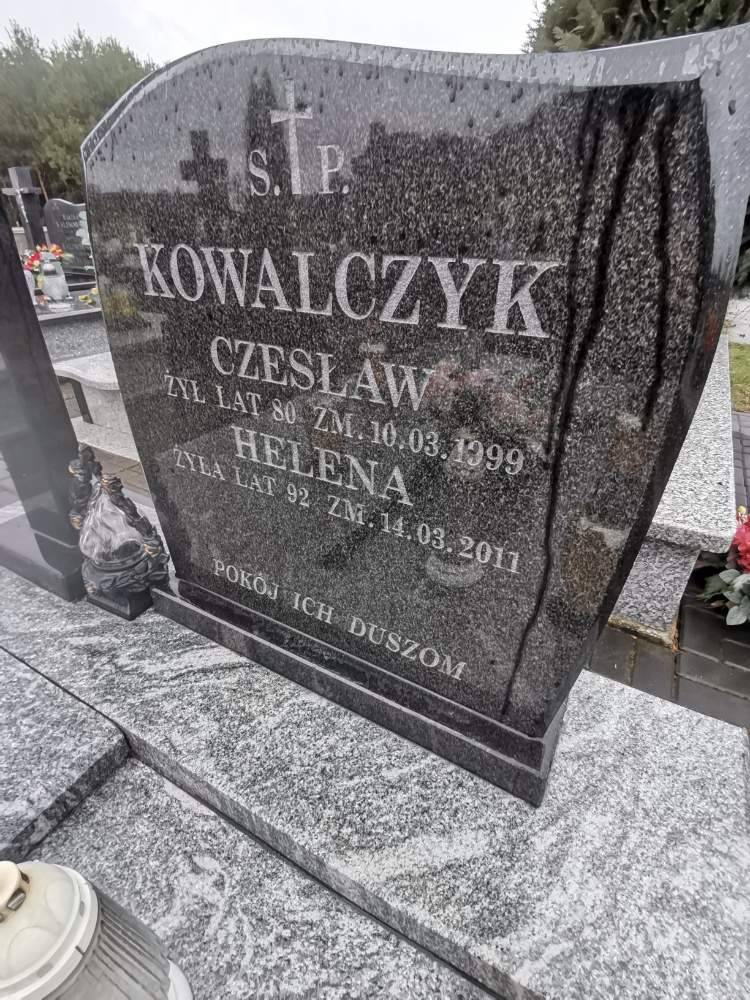 S. P.
KOWALCZYK
CZESŁAW
ŻYŁ LAT 80 ZM. 10.03.1999
HELENA
ŻYŁA LAT 92 ZM. 14.03.2011
POKÓJ ICH DUSZOM